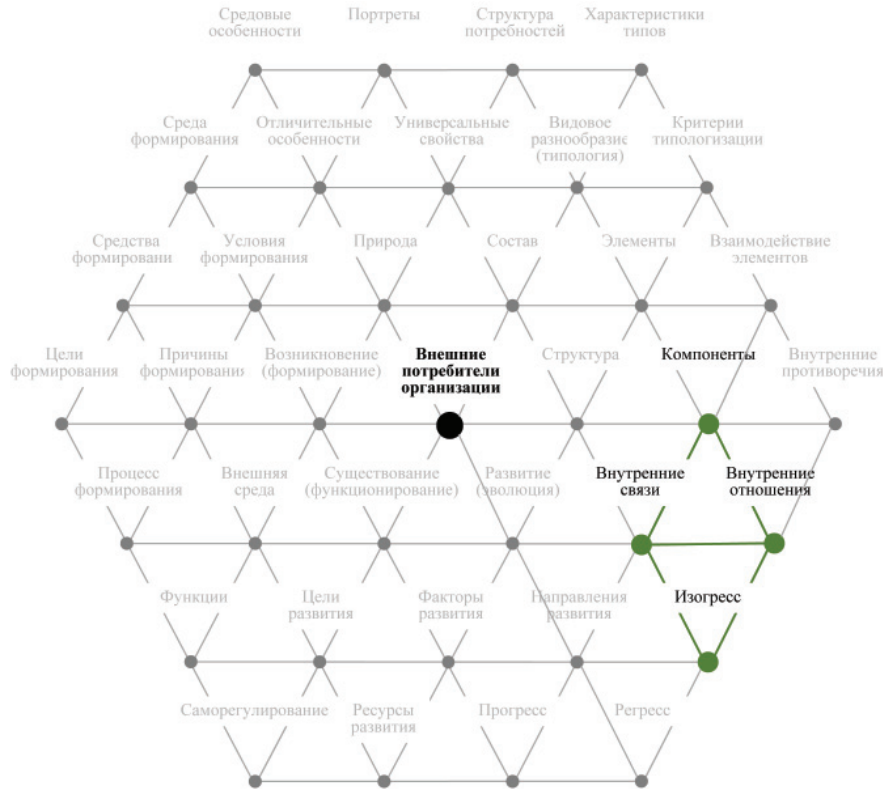 Средовые
особенности
Портреты
Структура
потребностей
Характеристики
типов
Среда
формирования
Отличительные
особенности
Универсальные
свойства
Видовое
разнообразие
(типология)
Критерии
типологизации
Средства
формировани
Условия
формирования
Природа
Состав
Элементы
Взаимодействие
элементов
Цели
формирования
Причины
формирования
Возникновение
(формирование)
Внешние
потребители
организации
Структура
Компоненты
Внутренние
противоречия
Процесс
формирования
Внешняя
среда
Существование
(функционирование)
Развитие
(эволюция)
Внутренние
связи
Внутренние
отношения
Функции
Цели
развития
Факторы
развития
Направления
развития
Изогресс
Саморегулирование
Ресурсы
развития
Прогресс
Регресс